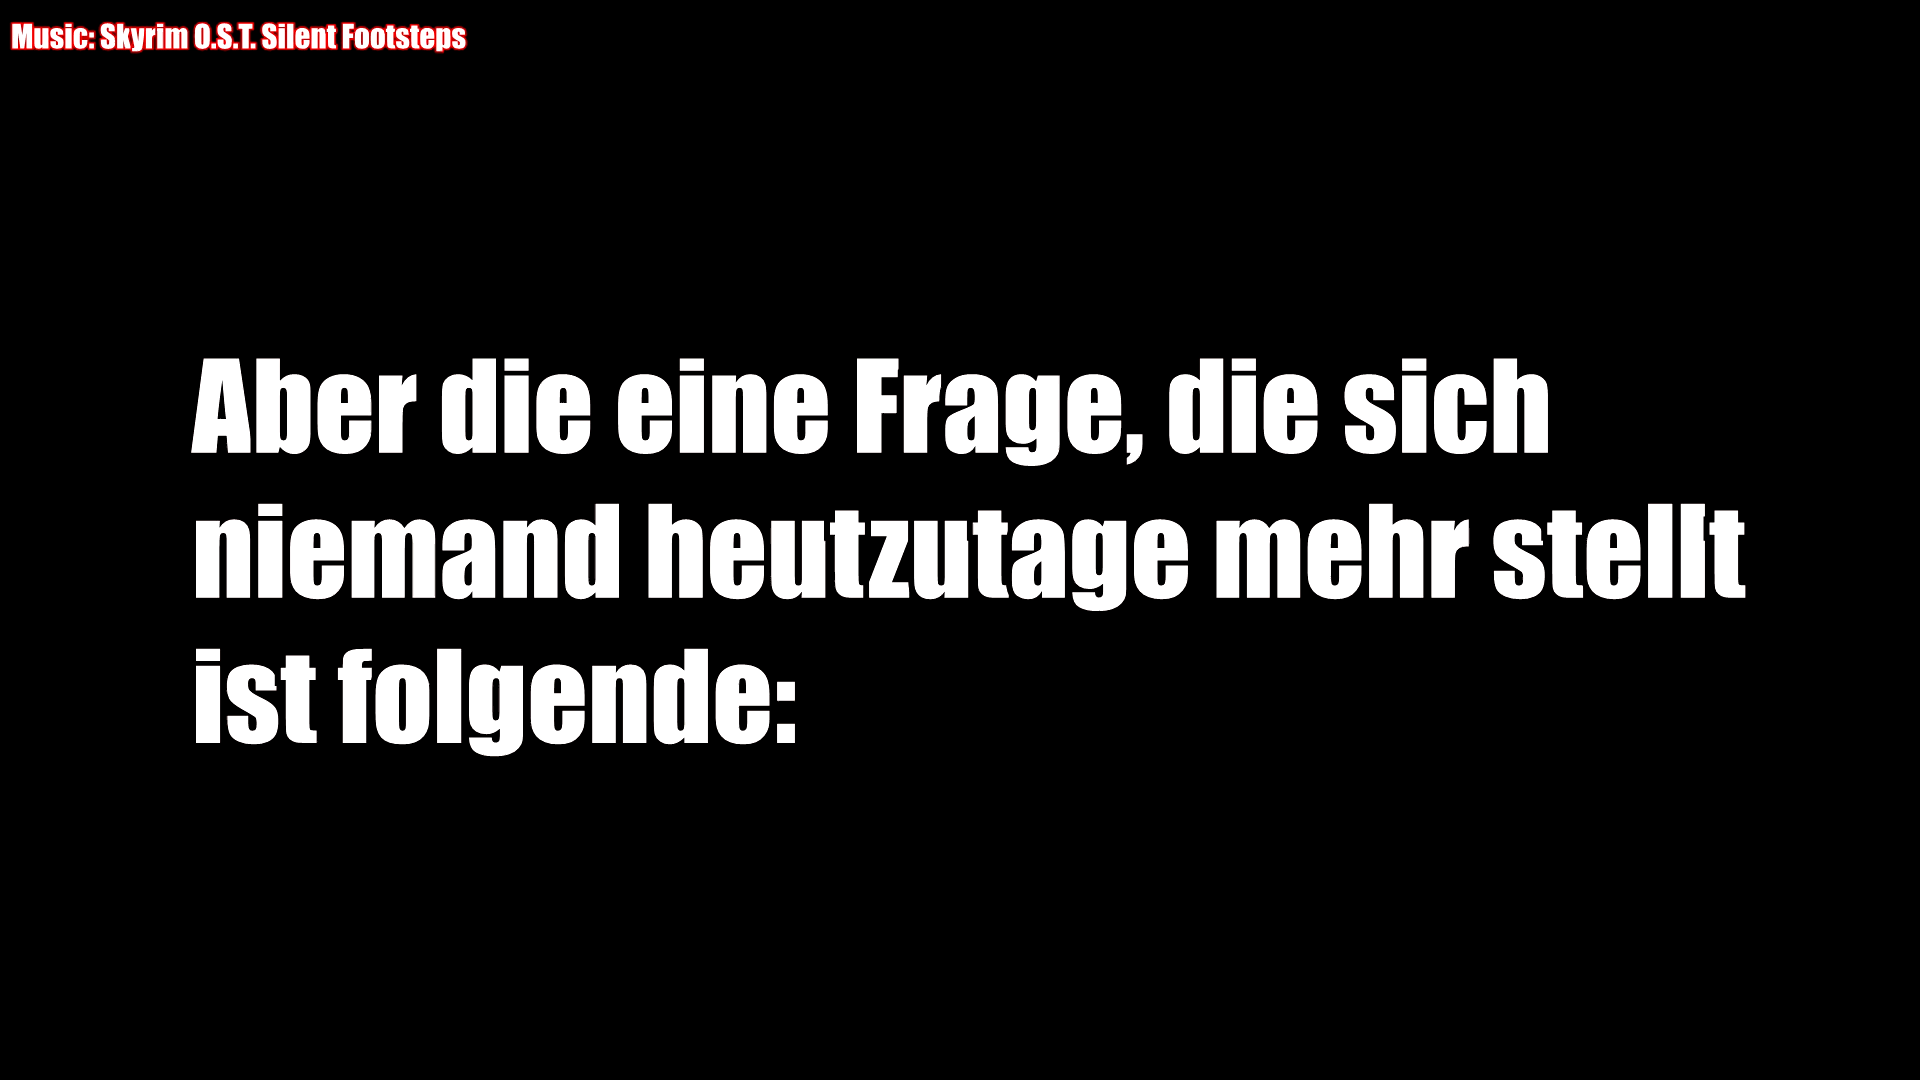 Music: Skyrim O.S.T. Silent Footsteps
Aber die eine Frage, die sich
niemand heutzutage mehr stellt
ist folgende: